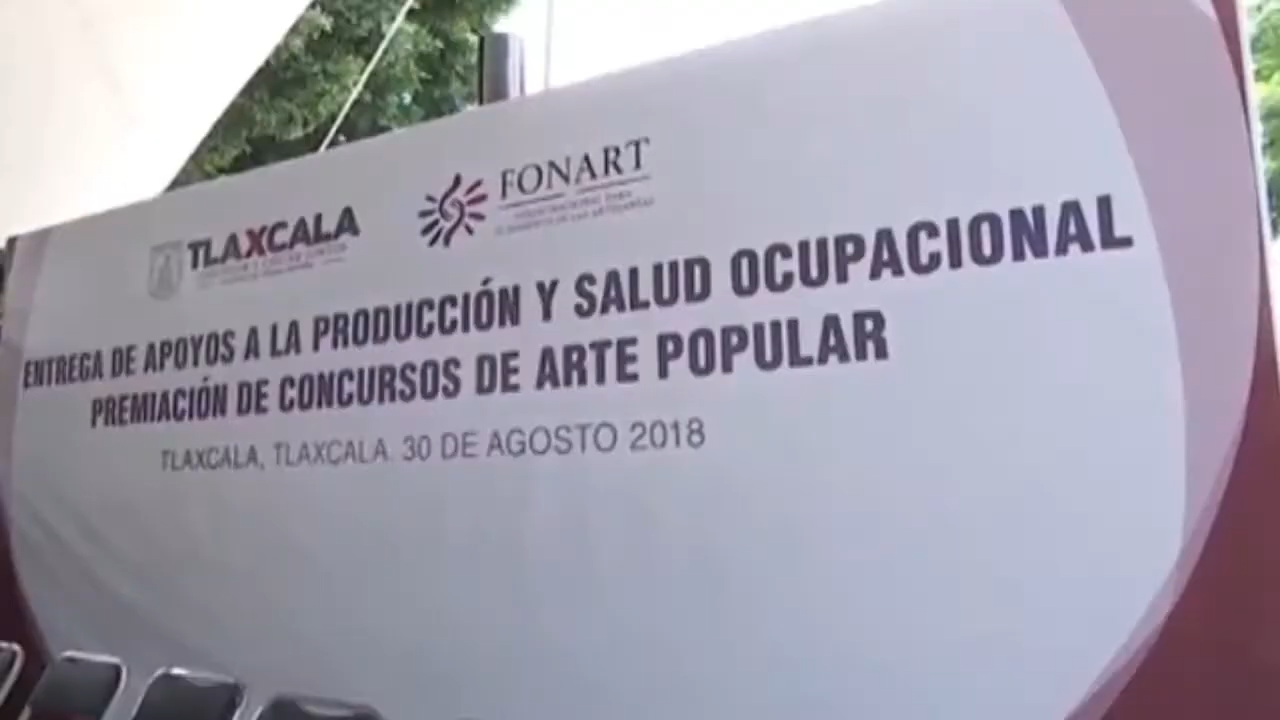 TLAXCALA
FONART
ENTREGA DE APOYOS A LA PRODUCCIÓN Y SALUD OCUPACIONAL
PREMIACIÓN DE CONCURSOS DE ARTE POPULAR
TLAXCALA, TLAXCALA. 30 DE AGOSTO 2018